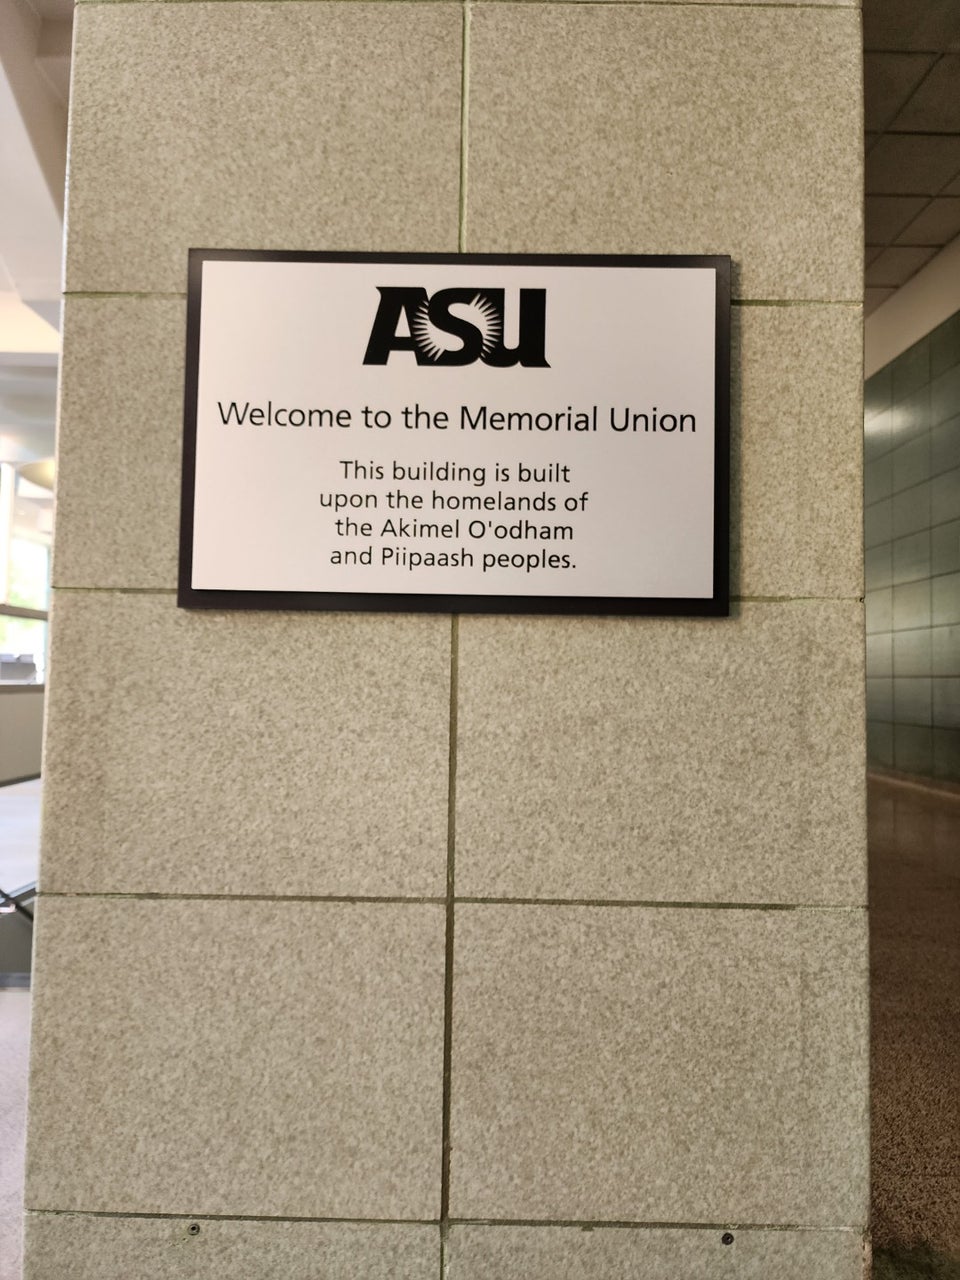 ASU
Welcome to the Memorial Union
This building is built
upon the homelands of
the Akimel O'odham
and Piipaash peoples.